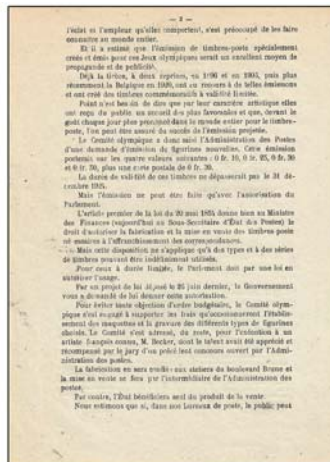 — 3 —
l'éclat et l'ampleur qu'elles comportent, s'est préoccupé de les faire
connaître au monde entier.
Et il a estimé que l'émission de timbres-poste spécialement
créés et émis pour ces Jeux olympiques serait un excellent moyen de
propagande et de publicité.
Déjà la Grèce, à deux reprises, en 1896 et en 1906, puis plus
récemment la Belgique en 1920, ont eu recours à de telles émissions
et ont créé des timbres commémoratifs à validité limitée.
Point n'est besoin de dire que par leur caractère artistique elles
ont reçu du public un accueil des plus favorables et que, devant le
goût chaque jour plus prononcé dans le monde entier pour le timbre-
poste, l'on peut être assuré du succès de l'émission projetée.
Le Comité olympique a donc saisi l'Administration des Postes
d'une demande d'émission de figurines nouvelles. Cette émission
porterait sur les quatre valeurs suivantes : 0 fr. 10, 0 fr. 25, 0 fr. 30
et 0 fr. 50, plus une carte postale de 0 fr. 30.
La durée de validité de ces timbres ne dépasserait pas le 31 dé-
cembre 1924.
Mais l'émission ne peut être faite qu'avec l'autorisation du
Parlement.
L'article premier de la loi du 20 mai 1854 donne bien au Ministre
des Finances (aujourd'hui au Sous-Secrétaire d'État des Postes) le
droit d'autoriser la fabrication et la mise en vente des timbres poste
nécessaires à l'affranchissement des correspondances.
Mais cette disposition ne s'applique qu'à des types et à des séries
de timbres pouvant être indéfiniment utilisés.
Pour ceux à durée limitée, le Parlement doit par une loi en
autoriser l'usage.
Par un projet de loi déposé le 26 juin dernier, le Gouvernement
vous a demandé de lui donner cette autorisation.
Pour éviter toute objection d'ordre budgétaire, le Comité olym-
pique s'est engagé à supporter les frais qu'occasionneront l'établis-
sement des maquettes et la gravure des différents types de figurines
choisis. Le Comité s'est adressé, du reste, pour l'exécution à un
artiste français connu, M. Becker, dont le talent avait été apprécié et
récompensé par le jury d'un précédent concours ouvert par l'Admi-
nistration des postes.
La fabrication en sera confiée aux ateliers du boulevard Brune et
la mise en vente se fera par l'intermédiaire de l'Administration des
postes.
Par contre, l'État bénéficiera seul du produit de la vente.
Nous estimons que si, dans nos bureaux de poste, le public peut